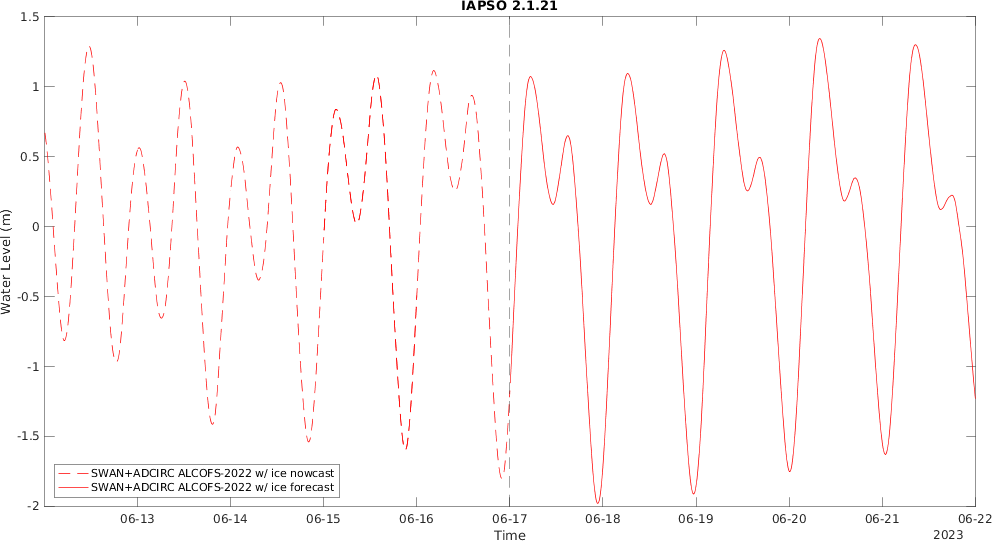 IAPSO 2.1.21
1.5
1
0.5
0
-0.5
-1
-1.5
-2
Water Level (m)
SWAN+ADCIRC ALCOFS-2022 w/ ice nowcast
SWAN+ADCIRC ALCOFS-2022 w/ ice forecast
06-13 06-14 06-15 06-16 06-17 06-18 06-19 06-20 06-21 06-22
Time
2023